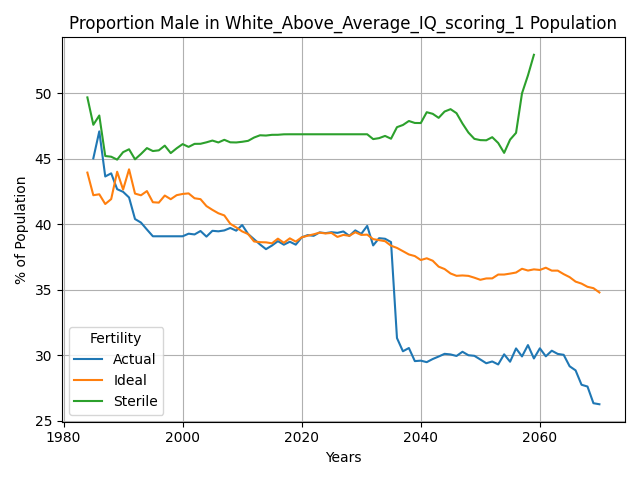 Proportion Male in White_Above_Average_IQ_scoring_1 Population
% of Population
50
45
40
35
30
25
Fertility
Actual
Ideal
Sterile
1980
2000
2020
2040
2060
Years